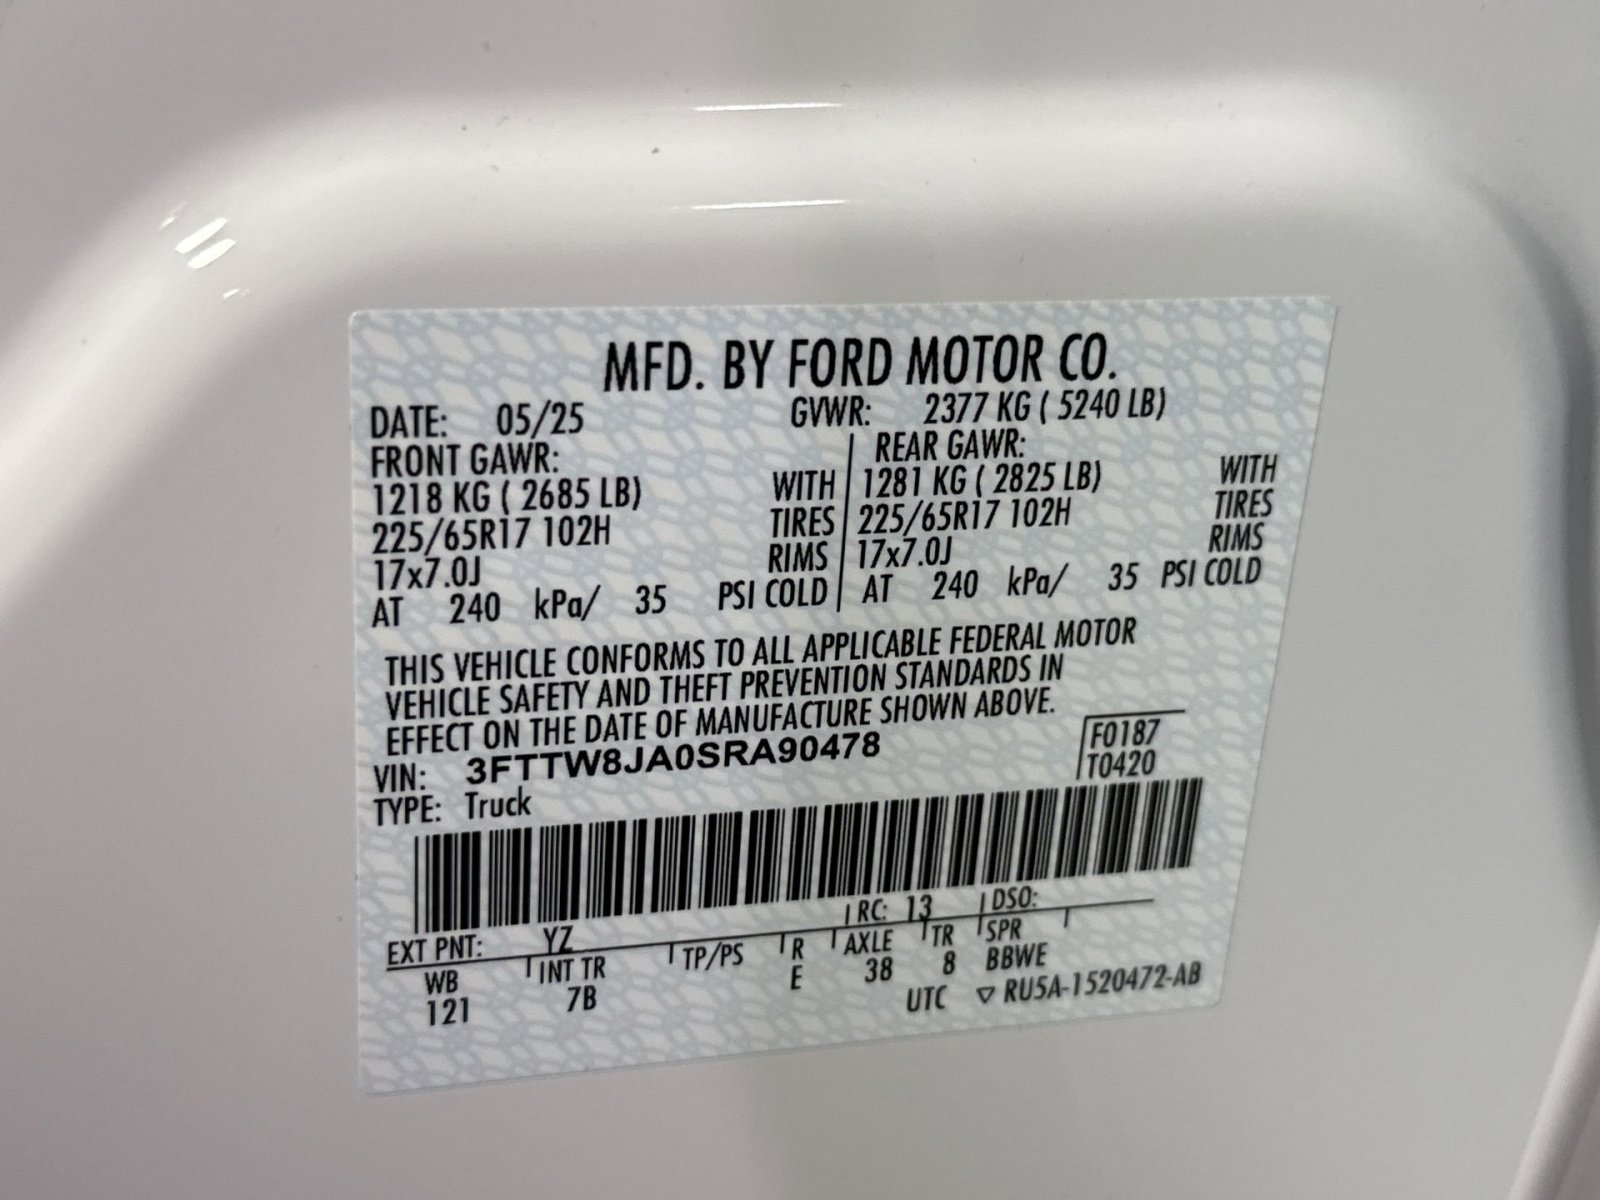 MFD. BY FORD MOTOR CO.
DATE: 05/25 GVWR: 2377 KG ( 5240 LB)
FRONT GAWR: REAR GAWR:
1218 KG ( 2685 LB) WITH 1281 KG ( 2825 LB) WITH
225/65R17 102H TIRES 225/65R17 102H TIRES
17x7.0J RIMS 17x7.0J RIMS
AT 240 kPa/ 35 PSI COLD AT 240 kPa/ 35 PSI COLD
THIS VEHICLE CONFORMS TO ALL APPLICABLE FEDERAL MOTOR
VEHICLE SAFETY AND THEFT PREVENTION STANDARDS IN
EFFECT ON THE DATE OF MANUFACTURE SHOWN ABOVE.
VIN: 3FTTW8JA0SRA90478 F0187
TYPE: Truck T0420
EXT PNT: YZ RC: 13 DSO:
WB INT TR TP/PS R AXLE TR SPR
121 7B E 38 8 BBWE
UTC ▽ RU5A-1520472-AB